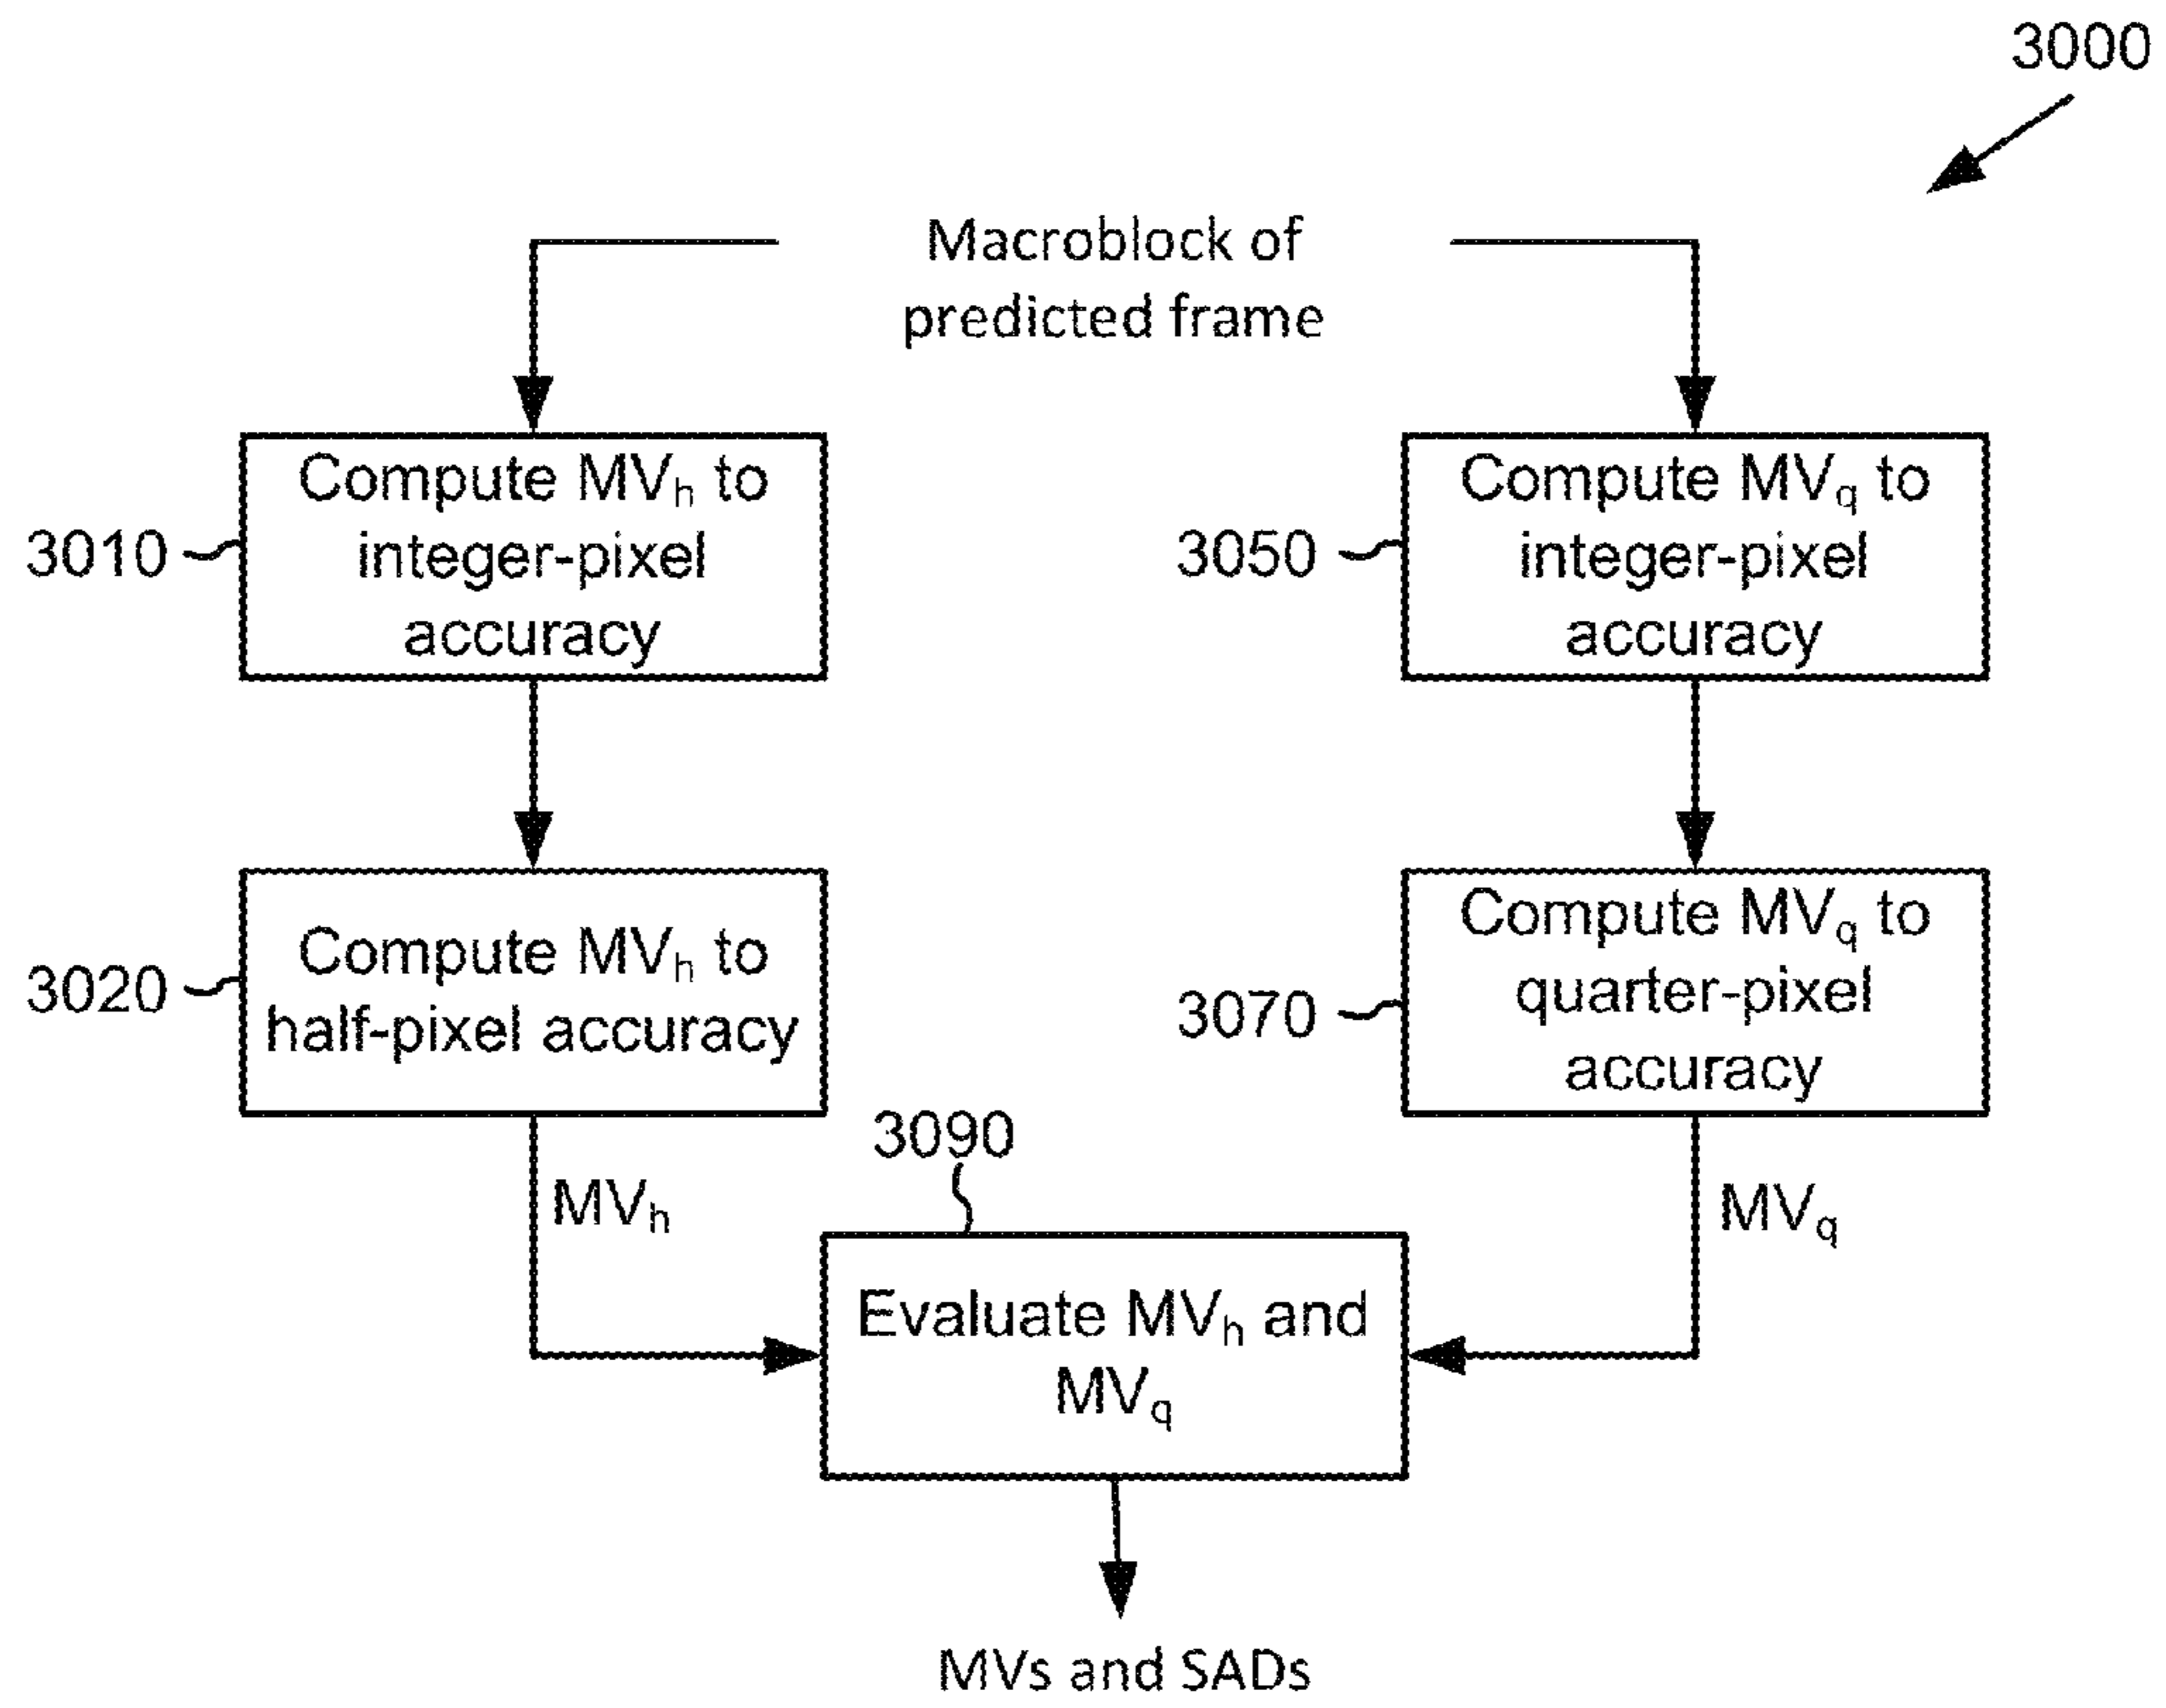 3000
Macroblock of
predicted frame
Compute MVh to
integer-pixel
accuracy
3010
Compute MVq to
integer-pixel
accuracy
3050
Compute MVh to
half-pixel accuracy
3020
Compute MVq to
quarter-pixel
accuracy
3070
3090
MVh
MVq
Evaluate MVh and
MVq
MVs and SADs